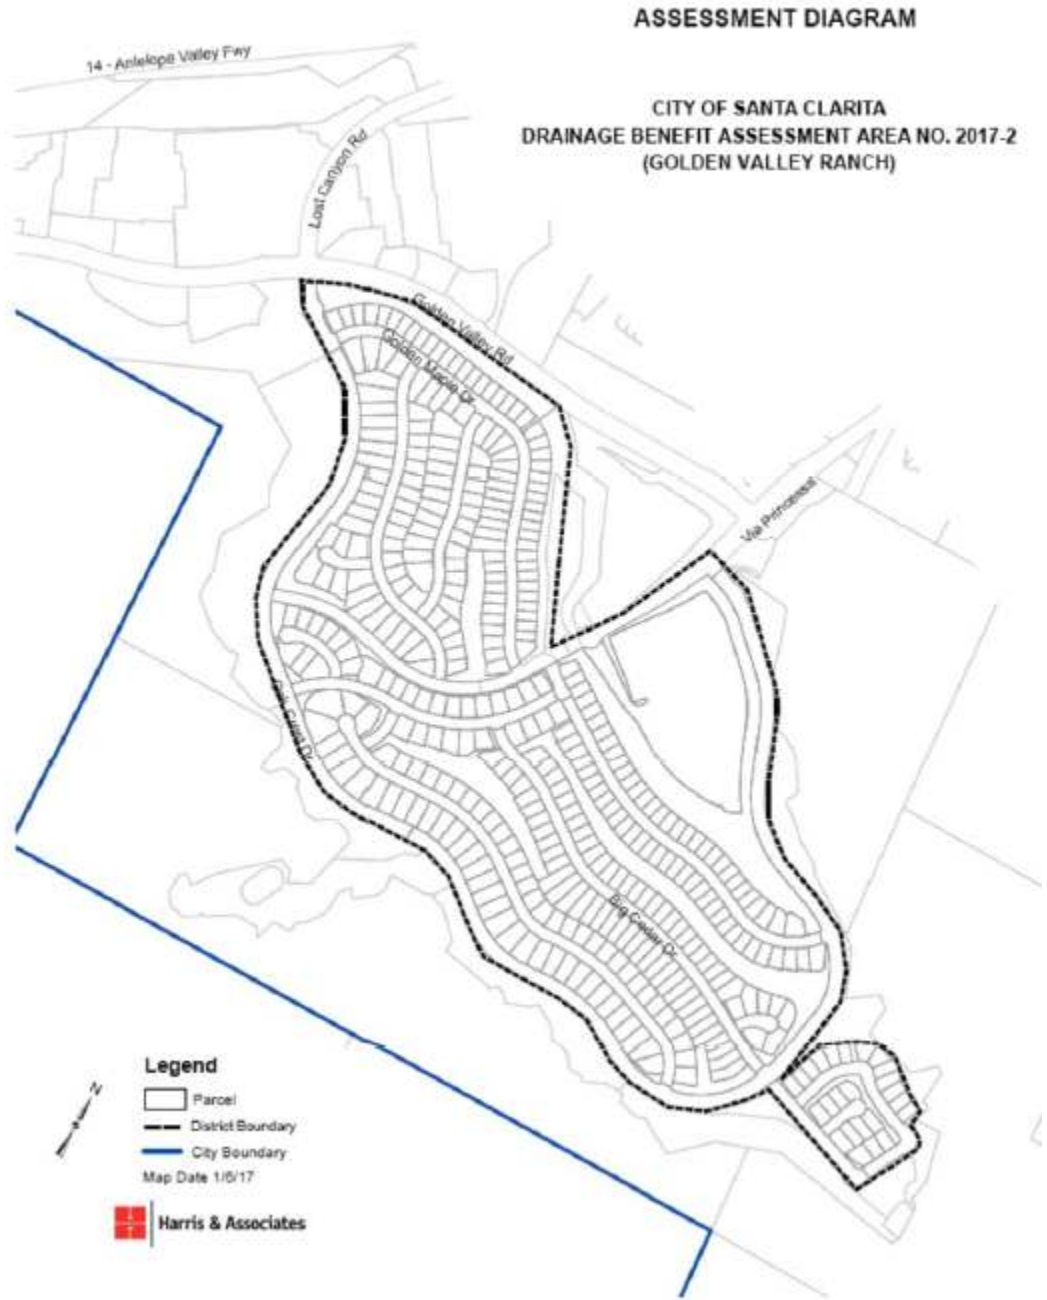 ASSESSMENT DIAGRAM
CITY OF SANTA CLARITA
DRAINAGE BENEFIT ASSESSMENT AREA NO. 2017-2
(GOLDEN VALLEY RANCH)
14 - Antelope Valley Fwy
Lost Canyon Rd
Golden Valley Rd
Golden Maple Dr
Via Princessa
Big Cedar Dr
Legend
Parcel
District Boundary
City Boundary
Map Date 1/6/17
N
Harris & Associates